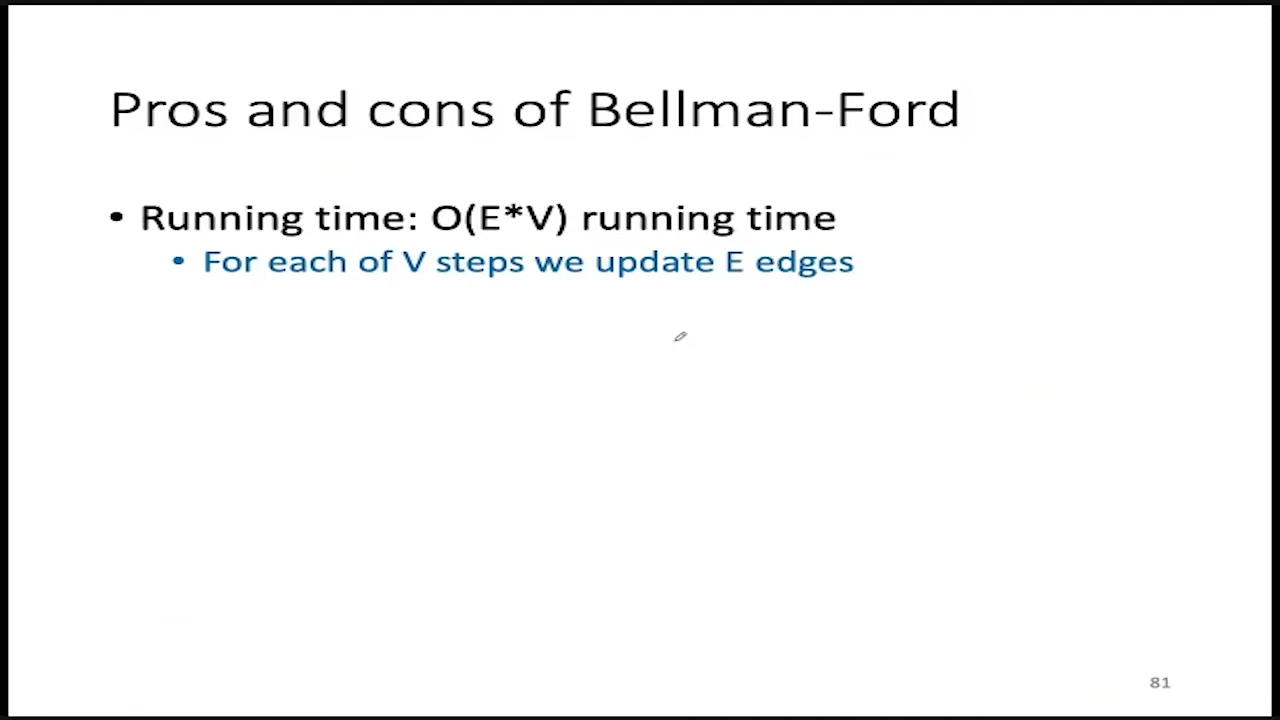 Pros and cons of Bellman-Ford
• Running time: O(E*V) running time
• For each of V steps we update E edges
81